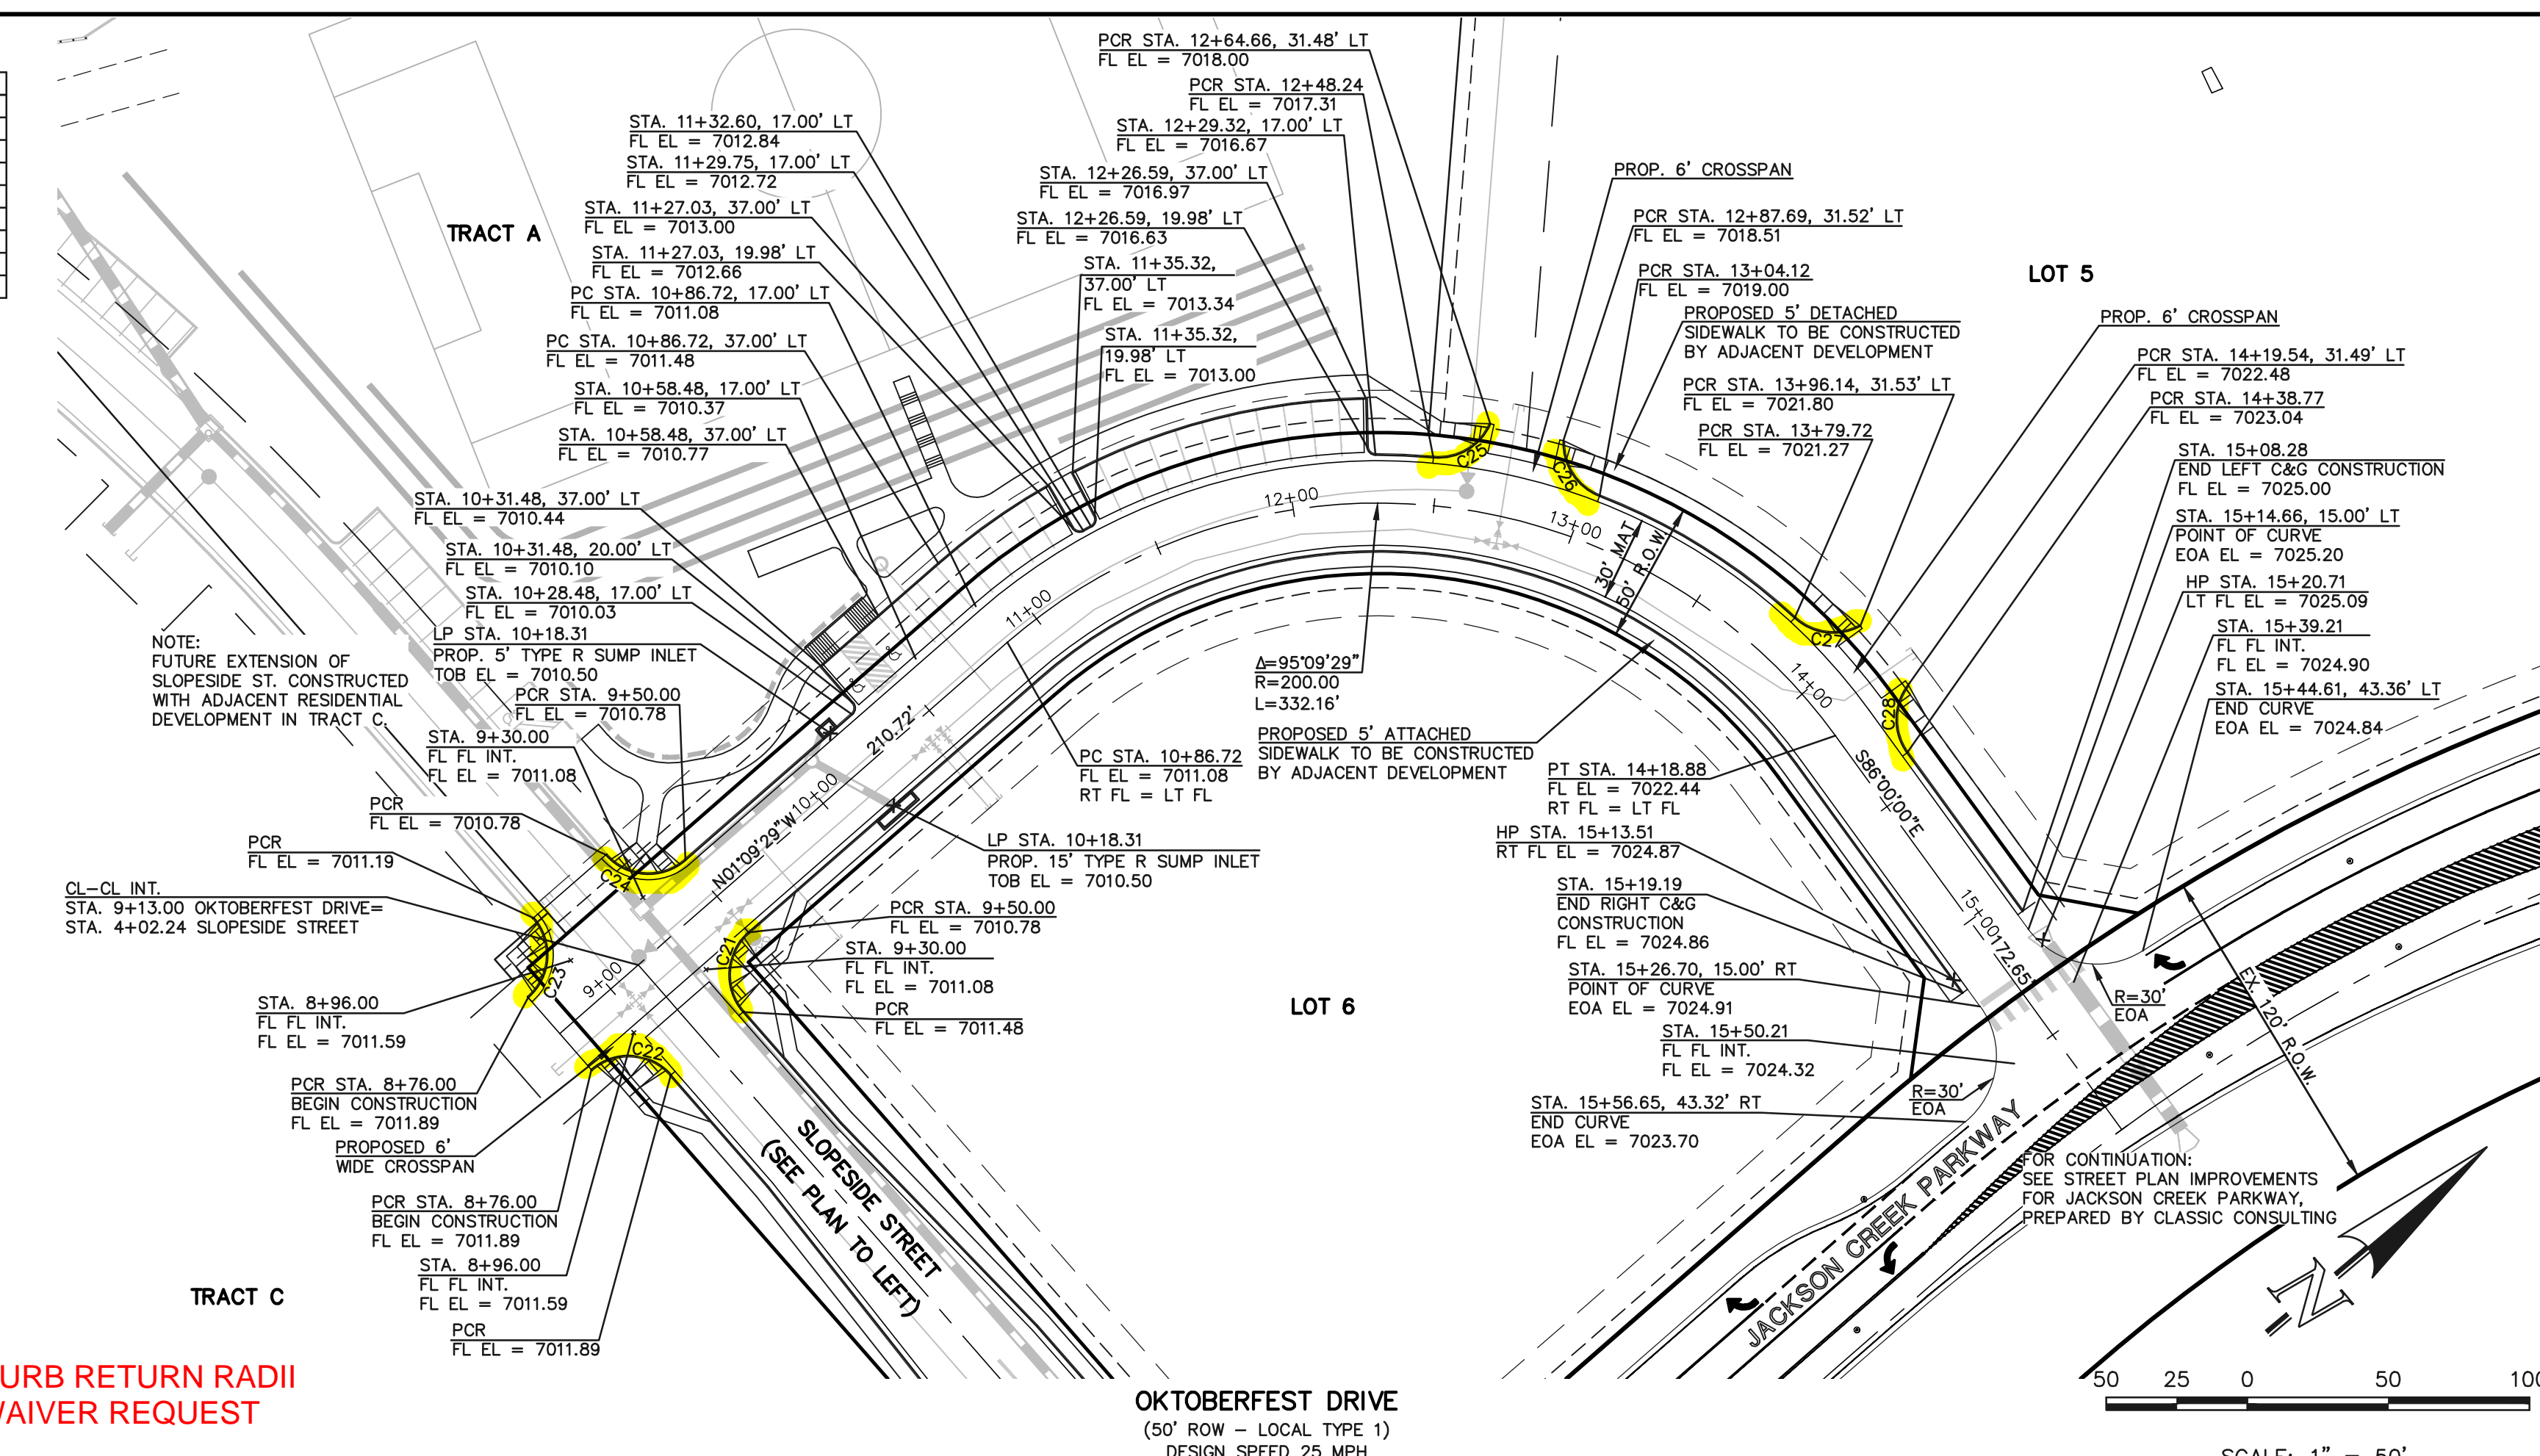 PCR STA. 12+64.66, 31.48' LT
FL EL = 7018.00
PCR STA. 12+48.24
FL EL = 7017.31
STA. 12+29.32, 17.00' LT
FL EL = 7016.67
STA. 12+26.59, 37.00' LT
FL EL = 7016.97
STA. 12+26.59, 19.98' LT
FL EL = 7016.63
STA. 11+35.32,
37.00' LT
FL EL = 7013.34
STA. 11+35.32,
19.98' LT
FL EL = 7013.00
STA. 11+32.60, 17.00' LT
FL EL = 7012.84
STA. 11+29.75, 17.00' LT
FL EL = 7012.72
STA. 11+27.03, 37.00' LT
FL EL = 7013.00
STA. 11+27.03, 19.98' LT
FL EL = 7012.66
PC STA. 10+86.72, 17.00' LT
FL EL = 7011.08
PC STA. 10+86.72, 37.00' LT
FL EL = 7011.48
STA. 10+58.48, 17.00' LT
FL EL = 7010.37
STA. 10+58.48, 37.00' LT
FL EL = 7010.77
STA. 10+31.48, 37.00' LT
FL EL = 7010.44
STA. 10+31.48, 20.00' LT
FL EL = 7010.10
STA. 10+28.48, 17.00' LT
FL EL = 7010.03
LP STA. 10+18.31
PROP. 5' TYPE R SUMP INLET
TOB EL = 7010.50
PCR STA. 9+50.00
FL EL = 7010.78
STA. 9+30.00
FL FL INT.
FL EL = 7011.08
PCR
FL EL = 7010.78
PCR
FL EL = 7011.19
CL-CL INT.
STA. 9+13.00 OKTOBERFEST DRIVE=
STA. 4+02.24 SLOPESIDE STREET
STA. 8+96.00
FL FL INT.
FL EL = 7011.59
PCR STA. 8+76.00
BEGIN CONSTRUCTION
FL EL = 7011.89
PROPOSED 6'
WIDE CROSSPAN
PCR STA. 8+76.00
BEGIN CONSTRUCTION
FL EL = 7011.89
STA. 8+96.00
FL FL INT.
FL EL = 7011.59
PCR
FL EL = 7011.89
NOTE:
FUTURE EXTENSION OF
SLOPESIDE ST. CONSTRUCTED
WITH ADJACENT RESIDENTIAL
DEVELOPMENT IN TRACT C.
TRACT A
TRACT C
LOT 5
LOT 6
PROP. 6' CROSSPAN
PCR STA. 12+87.69, 31.52' LT
FL EL = 7018.51
PCR STA. 13+04.12
FL EL = 7019.00
PROPOSED 5' DETACHED
SIDEWALK TO BE CONSTRUCTED
BY ADJACENT DEVELOPMENT
PCR STA. 13+96.14, 31.53' LT
FL EL = 7021.80
PCR STA. 13+79.72
FL EL = 7021.27
PROP. 6' CROSSPAN
PCR STA. 14+19.54, 31.49' LT
FL EL = 7022.48
PCR STA. 14+38.77
FL EL = 7023.04
STA. 15+08.28
END LEFT C&G CONSTRUCTION
FL EL = 7025.00
STA. 15+14.66, 15.00' LT
POINT OF CURVE
EOA EL = 7025.20
HP STA. 15+20.71
LT FL EL = 7025.09
STA. 15+39.21
FL FL INT.
FL EL = 7024.90
STA. 15+44.61, 43.36' LT
END CURVE
EOA EL = 7024.84
C25
C26
C27
C28
C24
C23
C22
C21
9+00
10+00
11+00
12+00
13+00
14+00
15+00
210.72'
N01°09'29"W
S86°00'00"E
172.65'
30' MAT
50' R.O.W.
Δ=95°09'29"
R=200.00
L=332.16'
PROPOSED 5' ATTACHED
SIDEWALK TO BE CONSTRUCTED
BY ADJACENT DEVELOPMENT
PC STA. 10+86.72
FL EL = 7011.08
RT FL = LT FL
LP STA. 10+18.31
PROP. 15' TYPE R SUMP INLET
TOB EL = 7010.50
PCR STA. 9+50.00
FL EL = 7010.78
STA. 9+30.00
FL FL INT.
FL EL = 7011.08
PCR
FL EL = 7011.48
PT STA. 14+18.88
FL EL = 7022.44
RT FL = LT FL
HP STA. 15+13.51
RT FL EL = 7024.87
STA. 15+19.19
END RIGHT C&G
CONSTRUCTION
FL EL = 7024.86
STA. 15+26.70, 15.00' RT
POINT OF CURVE
EOA EL = 7024.91
STA. 15+50.21
FL FL INT.
FL EL = 7024.32
STA. 15+56.65, 43.32' RT
END CURVE
EOA EL = 7023.70
R=30'
EOA
R=30'
EOA
EX. 120' R.O.W.
SLOPESIDE STREET
(SEE PLAN TO LEFT)
JACKSON CREEK PARKWAY
FOR CONTINUATION:
SEE STREET PLAN IMPROVEMENTS
FOR JACKSON CREEK PARKWAY,
PREPARED BY CLASSIC CONSULTING
N
URB RETURN RADII
WAIVER REQUEST
OKTOBERFEST DRIVE
(50' ROW - LOCAL TYPE 1)
DESIGN SPEED 25 MPH
50 25 0 50 100
SCALE: 1" = 50'